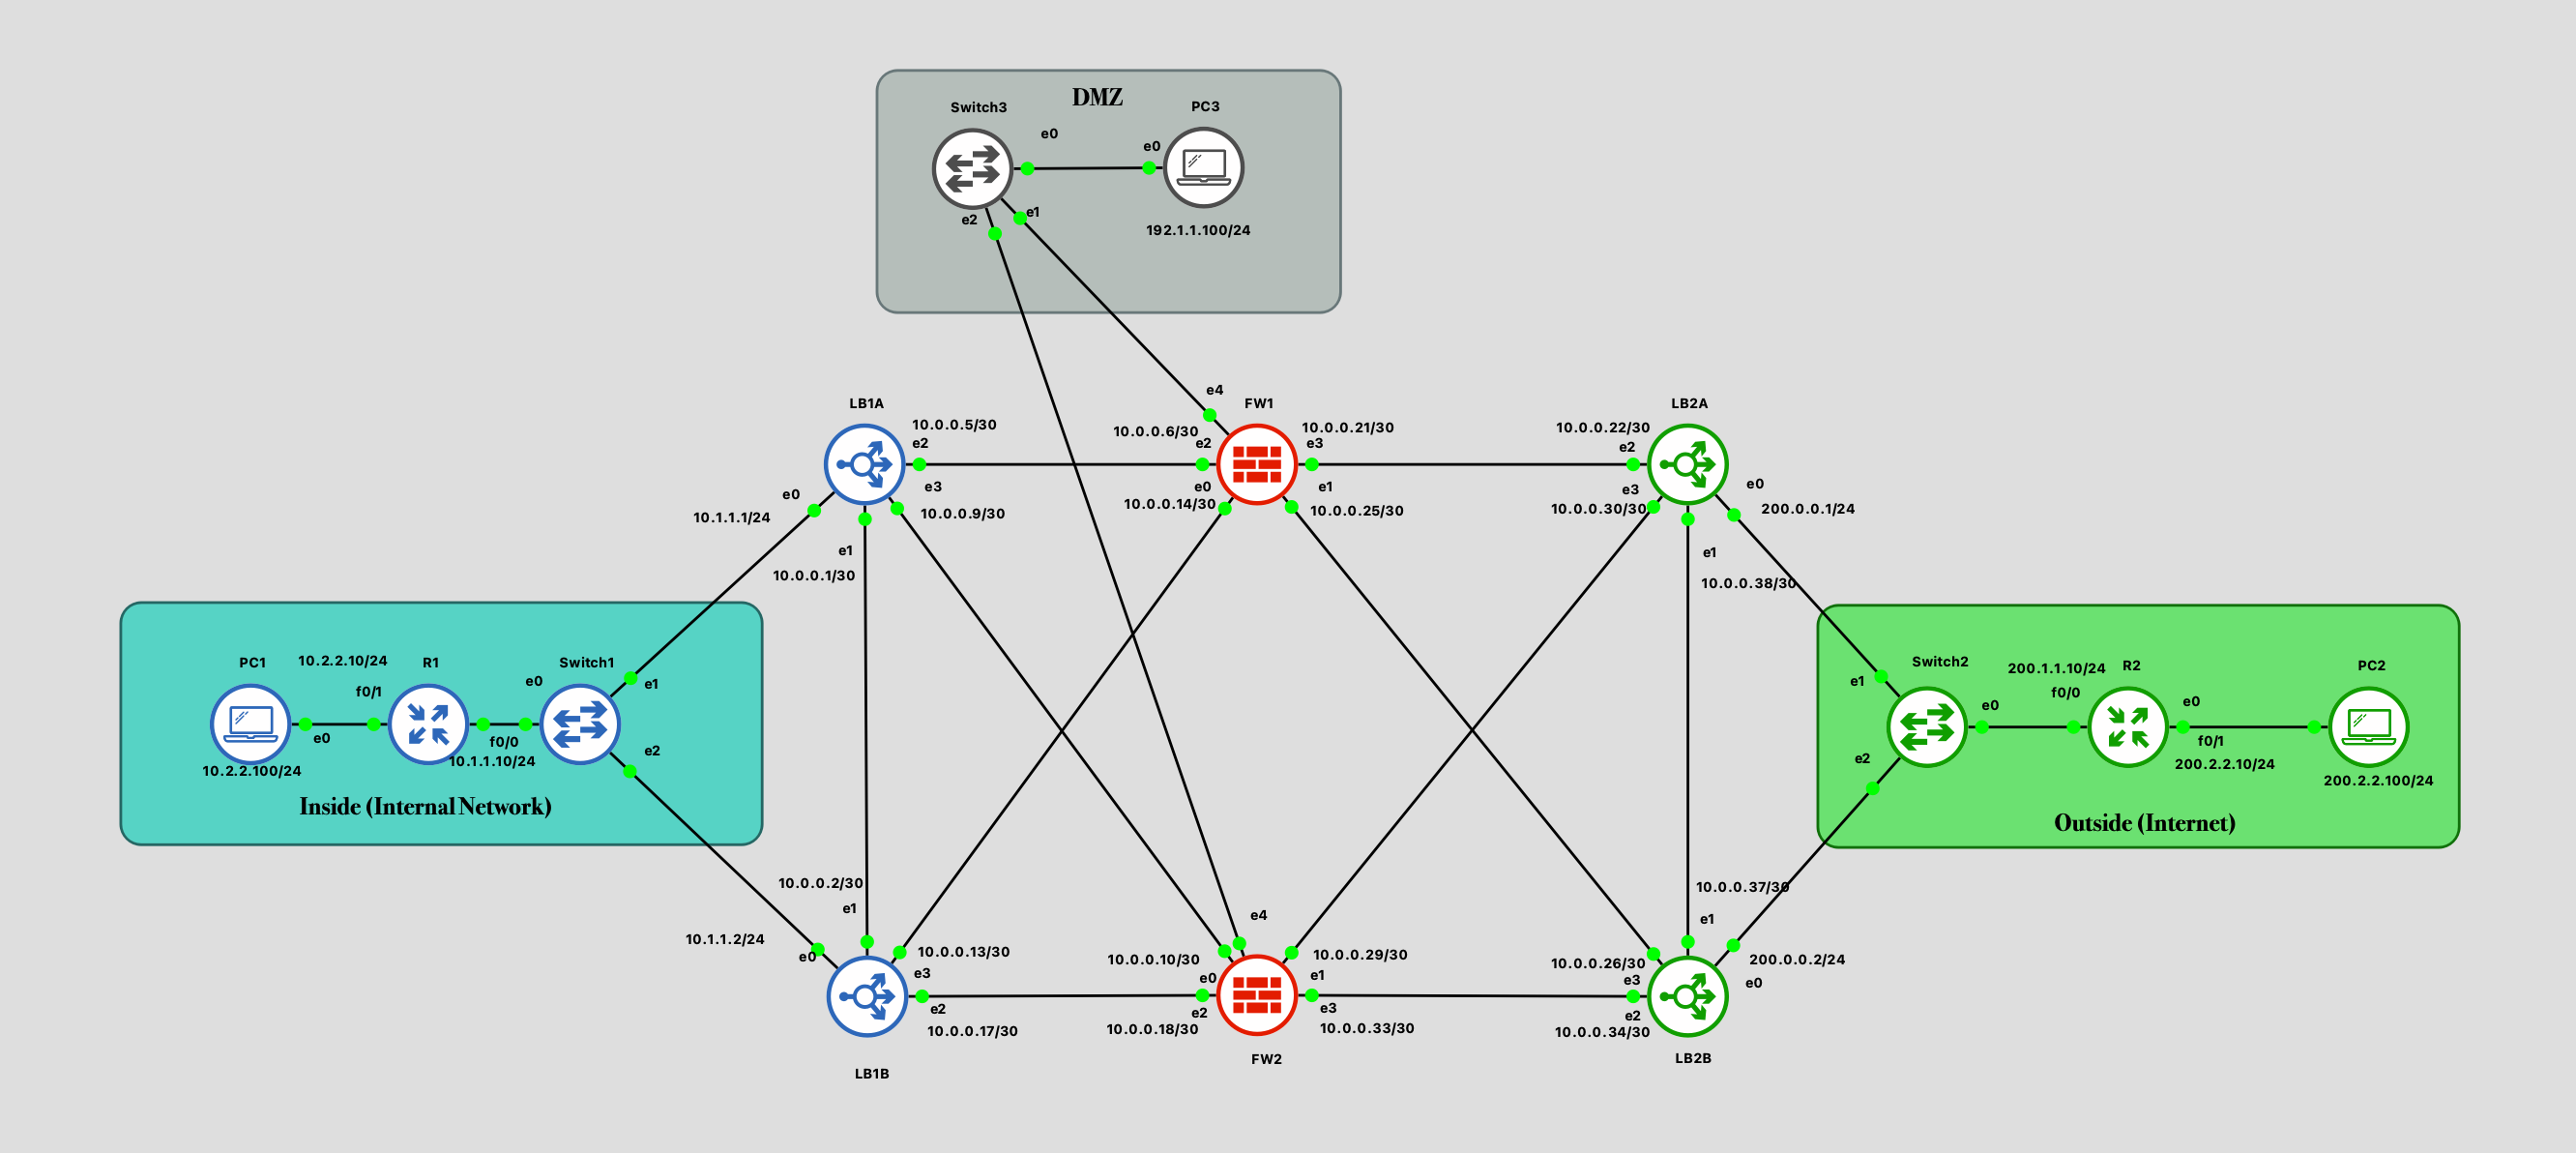 DMZ
Switch3
PC3
e0
e0
e2
e1
192.1.1.100/24
LB1A
10.0.0.5/30
e2
e0
10.1.1.1/24
e3
10.0.0.9/30
e1
10.0.0.1/30
e4
FW1
10.0.0.6/30
e2
10.0.0.21/30
e3
e0
10.0.0.14/30
e1
10.0.0.25/30
LB2A
10.0.0.22/30
e2
e3
10.0.0.30/30
e0
200.0.0.1/24
e1
10.0.0.38/30
PC1
10.2.2.10/24
R1
Switch1
f0/1
e0
e1
e0
f0/0
e2
10.1.1.10/24
10.2.2.100/24
Inside (Internal Network)
Switch2
200.1.1.10/24
R2
PC2
e1
f0/0
e0
e0
f0/1
e2
200.2.2.10/24
200.2.2.100/24
Outside (Internet)
10.0.0.2/30
e1
10.1.1.2/24
e0
10.0.0.13/30
e3
e2
10.0.0.17/30
LB1B
e4
10.0.0.10/30
e0
10.0.0.29/30
e1
e2
10.0.0.18/30
e3
10.0.0.33/30
FW2
10.0.0.37/30
e1
10.0.0.26/30
e3
200.0.0.2/24
e0
e2
10.0.0.34/30
LB2B